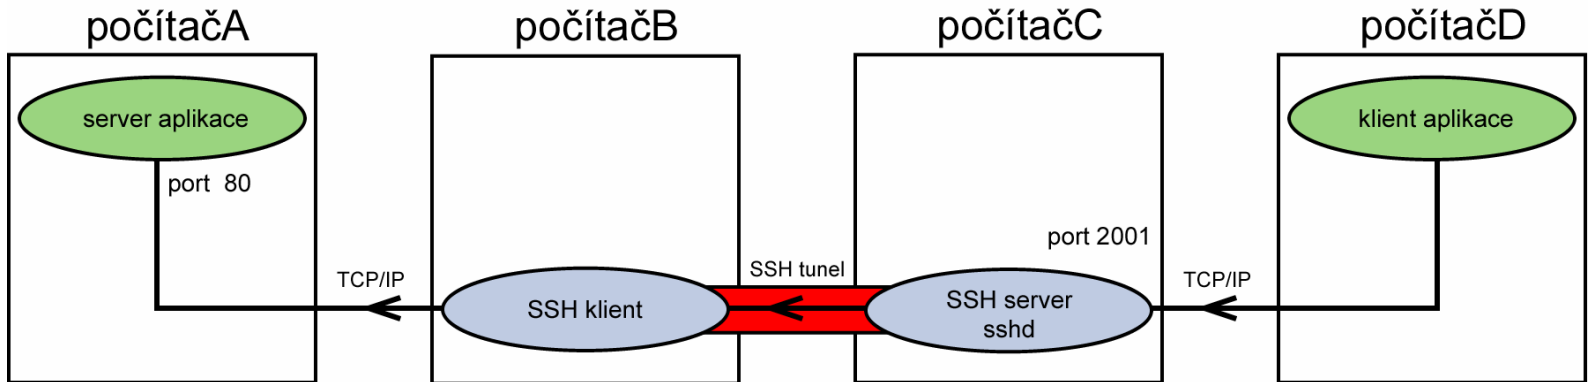 počítačA
počítačB
počítačC
počítačD
server aplikace
klient aplikace
port 80
port 2001
TCP/IP
SSH tunel
TCP/IP
SSH klient
SSH server
sshd